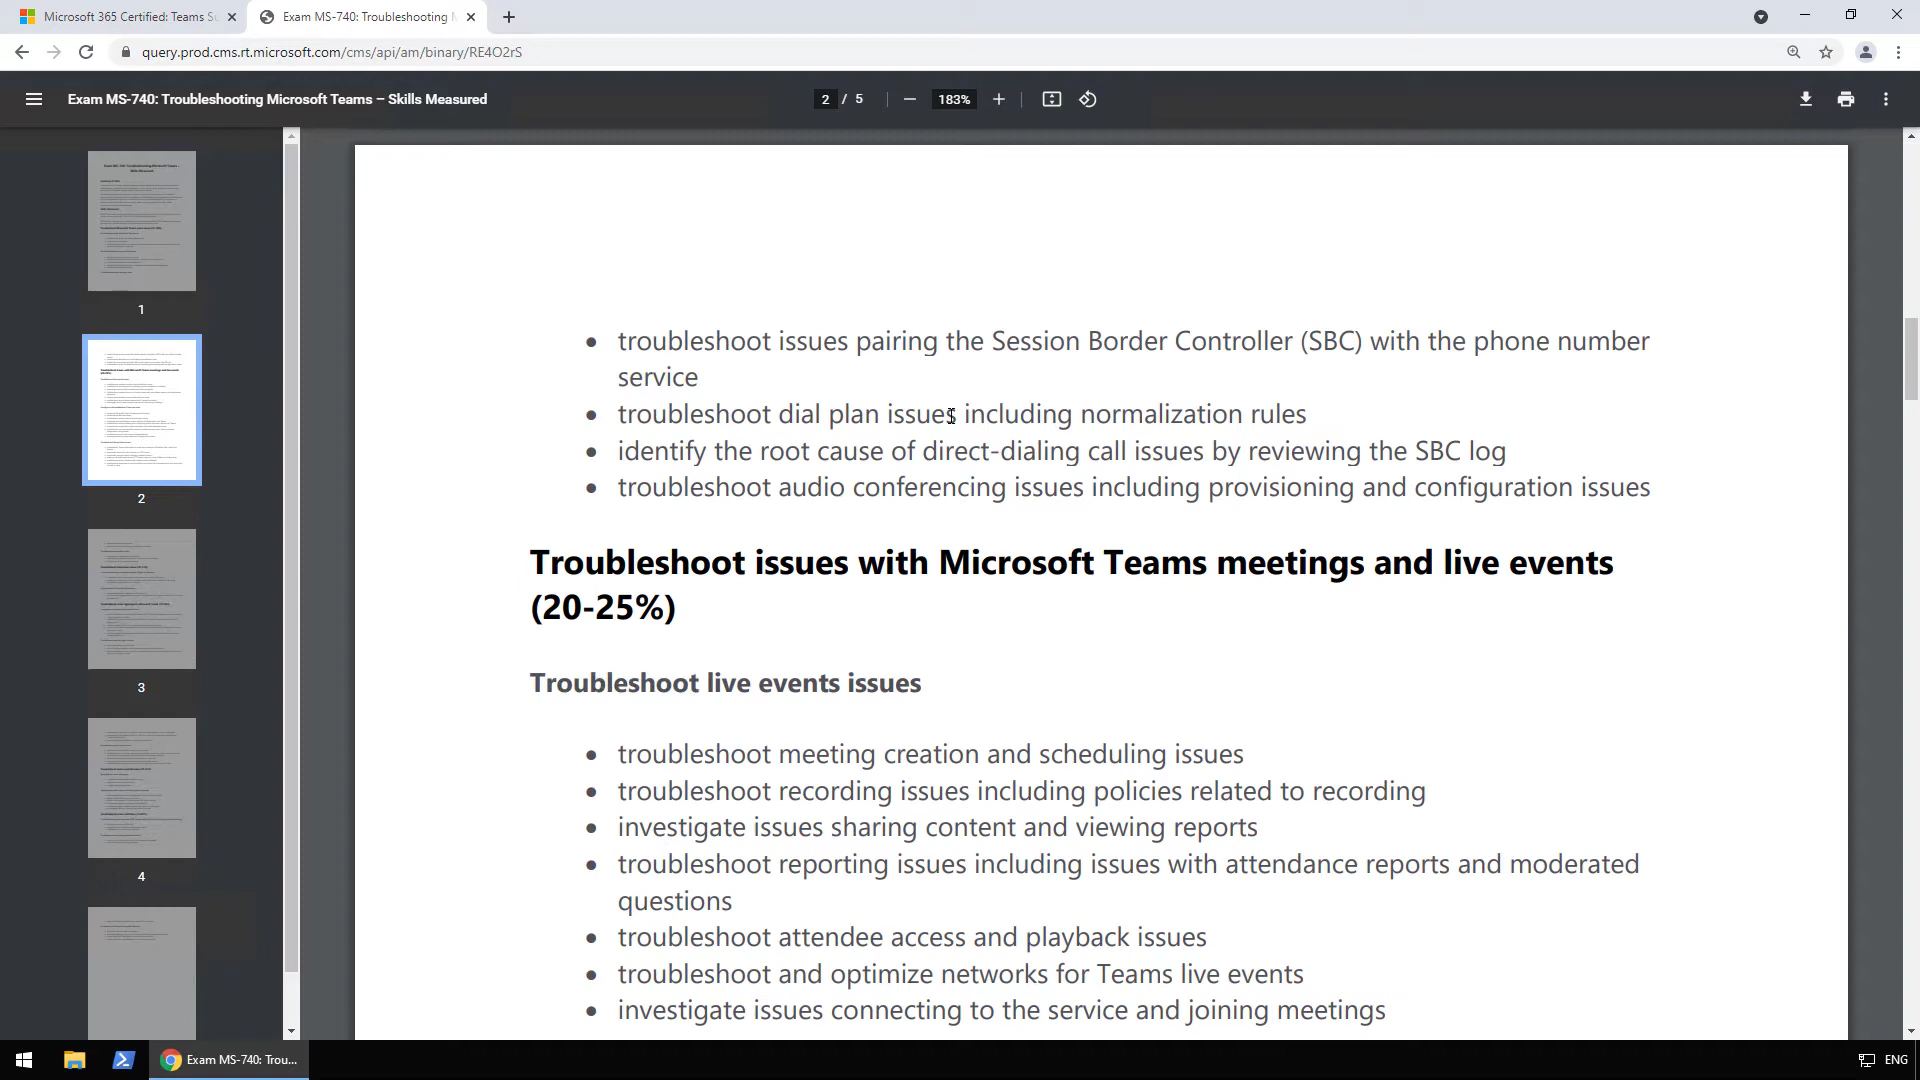 Microsoft 365 Certified: Teams Su
Exam MS-740: Troubleshooting M
query.prod.cms.rt.microsoft.com/cms/api/am/binary/RE4O2rS
Exam MS-740: Troubleshooting Microsoft Teams – Skills Measured
2 / 5
183%
1
2
3
4
troubleshoot issues pairing the Session Border Controller (SBC) with the phone number
service
troubleshoot dial plan issues including normalization rules
identify the root cause of direct-dialing call issues by reviewing the SBC log
troubleshoot audio conferencing issues including provisioning and configuration issues
Troubleshoot issues with Microsoft Teams meetings and live events
(20-25%)
Troubleshoot live events issues
troubleshoot meeting creation and scheduling issues
troubleshoot recording issues including policies related to recording
investigate issues sharing content and viewing reports
troubleshoot reporting issues including issues with attendance reports and moderated
questions
troubleshoot attendee access and playback issues
troubleshoot and optimize networks for Teams live events
investigate issues connecting to the service and joining meetings
Exam MS-740: Trou...
ENG